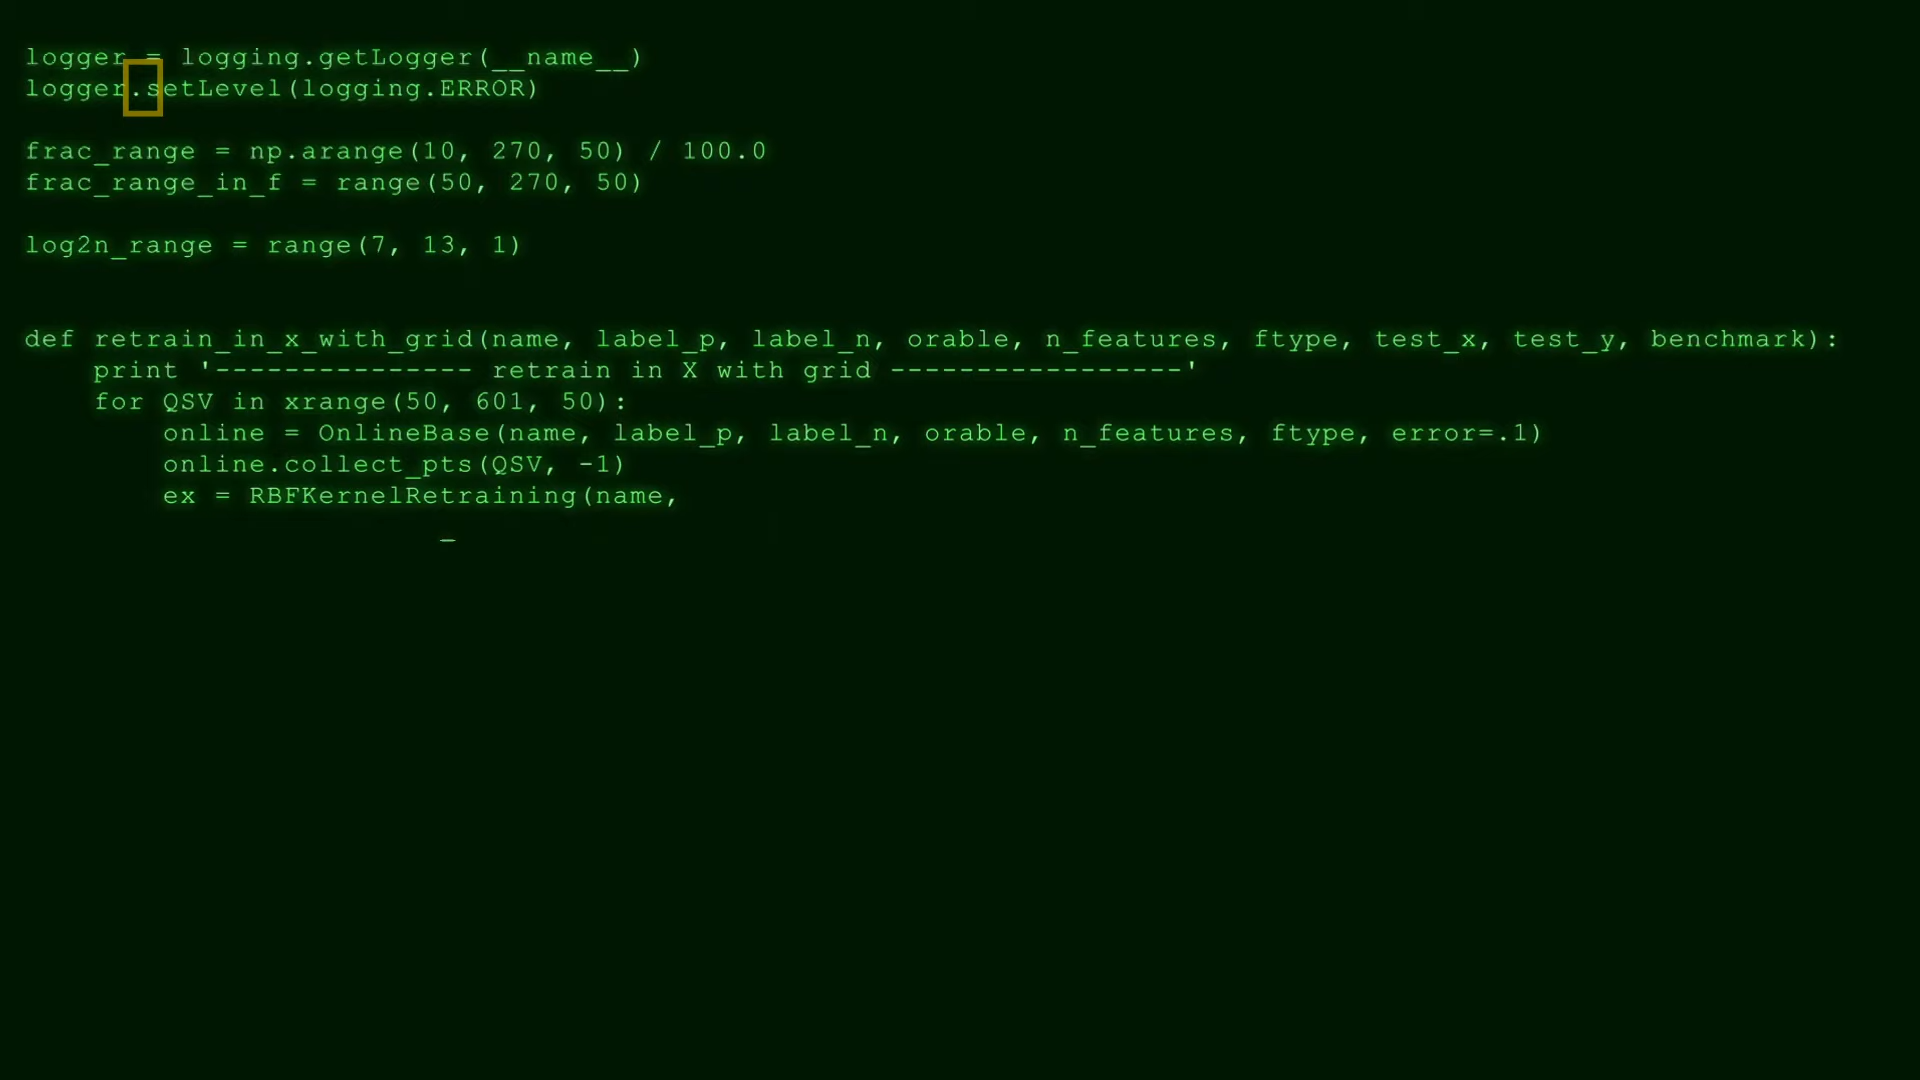 logger = logging.getLogger(__name__)
logger.setLevel(logging.ERROR)
frac_range = np.arange(10, 270, 50) / 100.0
frac_range_in_f = range(50, 270, 50)
log2n_range = range(7, 13, 1)
def retrain_in_x_with_grid(name, label_p, label_n, orable, n_features, ftype, test_x, test_y, benchmark):
    print '--------------- retrain in X with grid -----------------'
    for QSV in xrange(50, 601, 50):
        online = OnlineBase(name, label_p, label_n, orable, n_features, ftype, error=.1)
        online.collect_pts(QSV, -1)
        ex = RBFKernelRetraining(name,
_